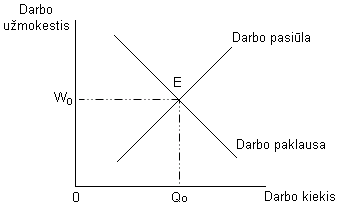 Darbo
užmokestis
Darbo pasiūla
E
W₀
Darbo paklausa
0
Q₀
Darbo kiekis